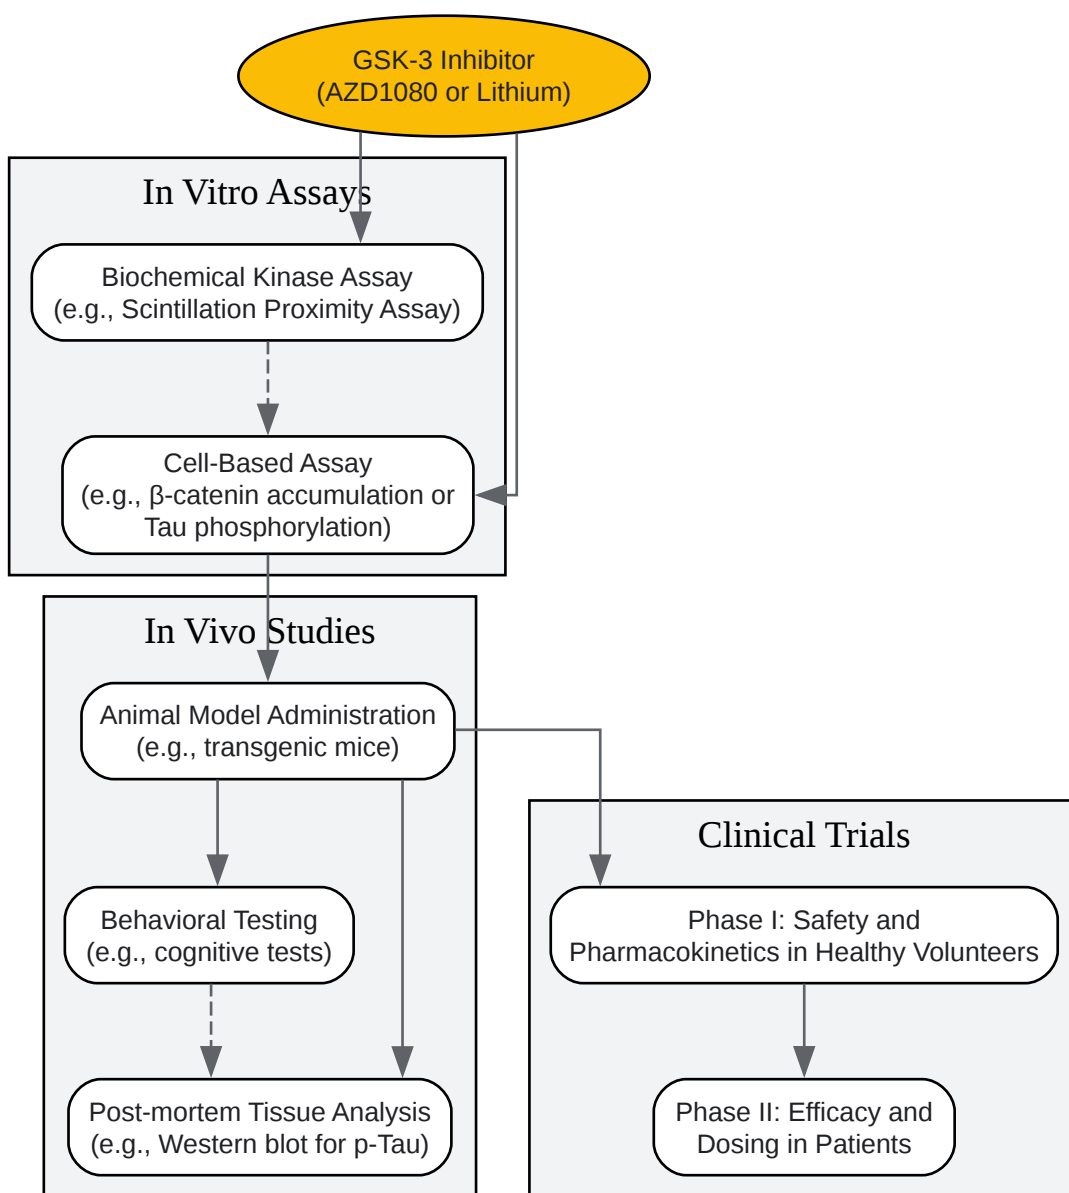 GSK-3 Inhibitor
(AZD1080 or Lithium)
In Vitro Assays
Biochemical Kinase Assay
(e.g., Scintillation Proximity Assay)
Cell-Based Assay
(e.g., β-catenin accumulation or
Tau phosphorylation)
In Vivo Studies
Animal Model Administration
(e.g., transgenic mice)
Behavioral Testing
(e.g., cognitive tests)
Post-mortem Tissue Analysis
(e.g., Western blot for p-Tau)
Clinical Trials
Phase I: Safety and
Pharmacokinetics in Healthy Volunteers
Phase II: Efficacy and
Dosing in Patients